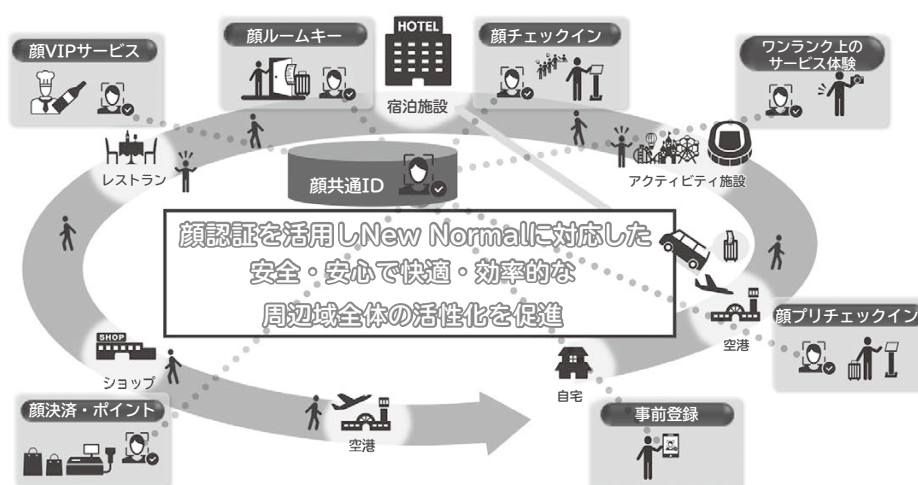 HOTEL
顔VIPサービス
顔ルームキー
顔チェックイン
ワンランク上の
サービス体験
宿泊施設
レストラン
アクティビティ施設
顔共通ID
顔認証を活用しNew Normalに対応した
安全・安心で快適・効率的な
周辺域全体の活性化を促進
顔プリチェックイン
空港
SHOP
ショップ
自宅
顔決済・ポイント
空港
事前登録